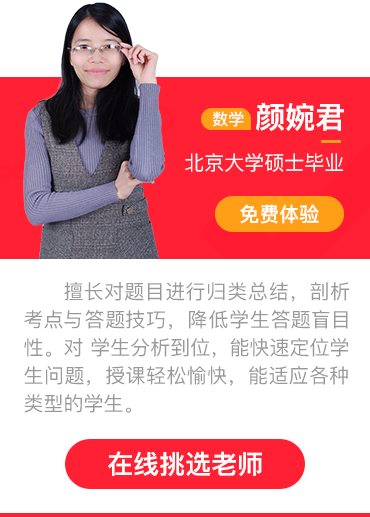 数学 颜婉君
北京大学硕士毕业
免费体验
擅长对题目进行归类总结，剖析
考点与答题技巧，降低学生答题盲目
性。对 学生分析到位，能快速定位学
生问题，授课轻松愉快，能适应各种
类型的学生。
在线挑选老师